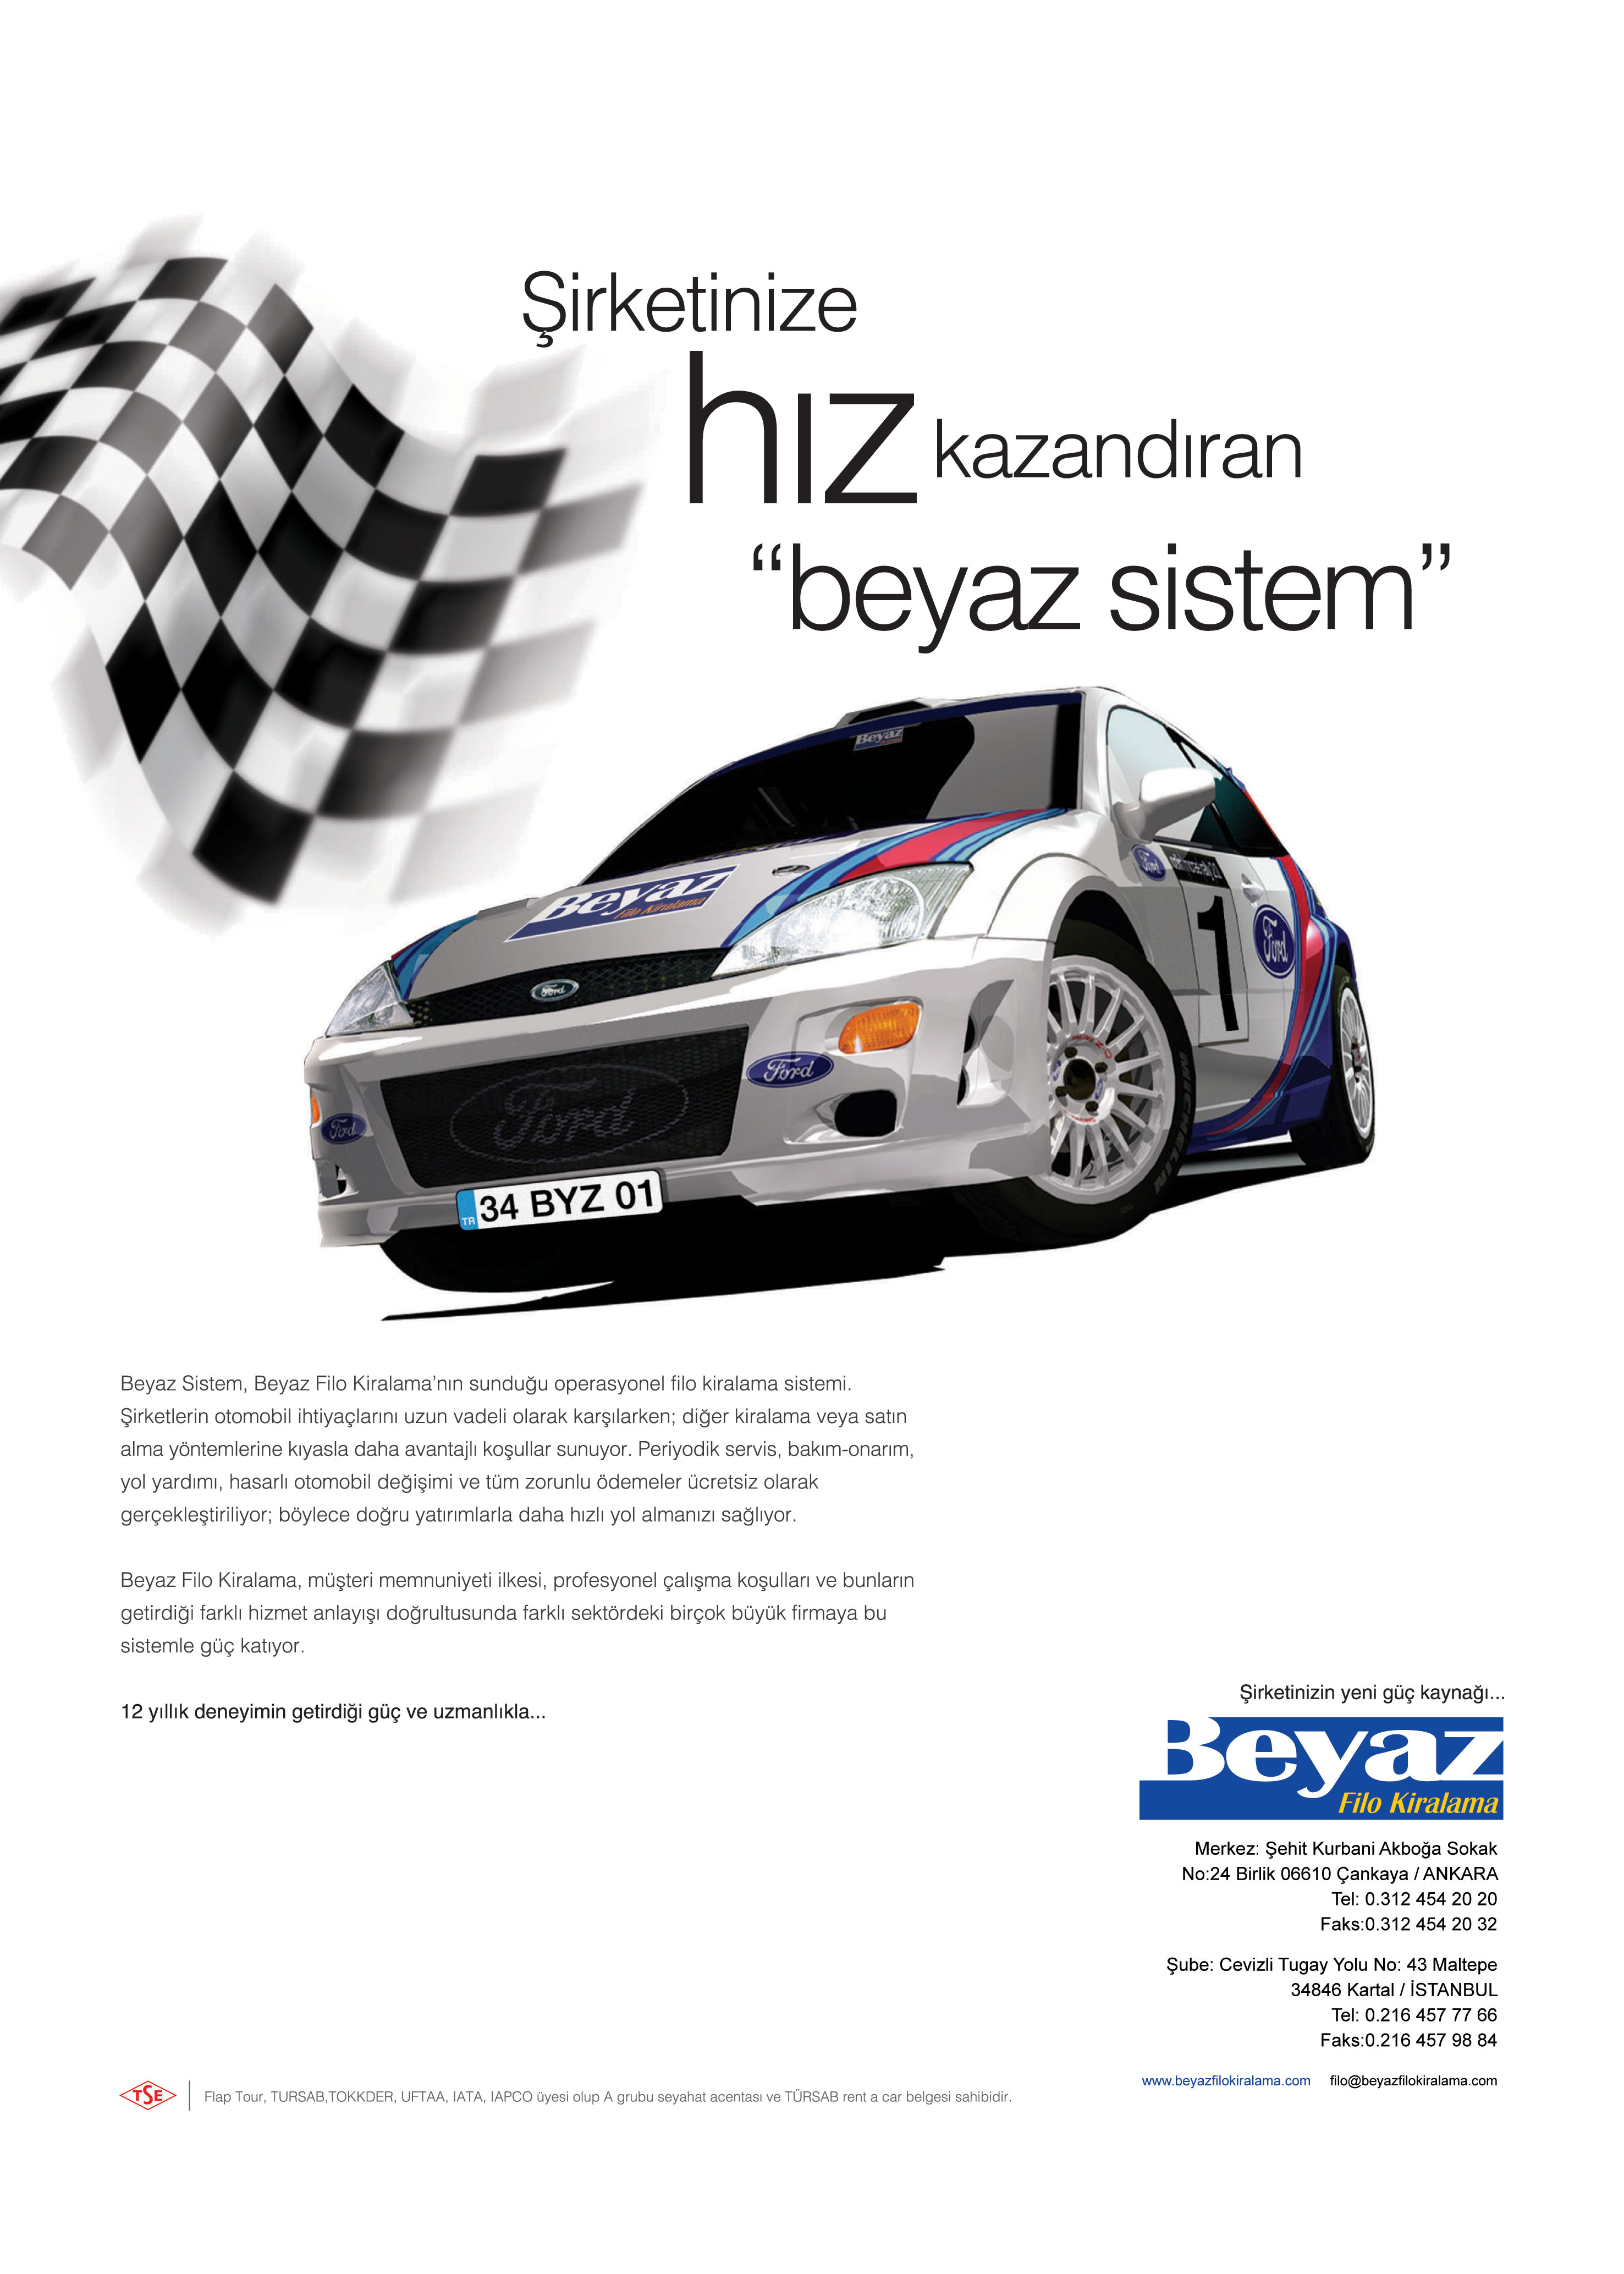 Şirketinize
hız kazandıran
“beyaz sistem”
Beyaz
Beyaz
Filo Kiralama
Ford
Ford
1
Ford
Ford
Ford
Ford
MICHELIN
TR 34 BYZ 01
Beyaz Sistem, Beyaz Filo Kiralama’nın sunduğu operasyonel filo kiralama sistemi.
Şirketlerin otomobil ihtiyaçlarını uzun vadeli olarak karşılarken; diğer kiralama veya satın
alma yöntemlerine kıyasla daha avantajlı koşullar sunuyor. Periyodik servis, bakım-onarım,
yol yardımı, hasarlı otomobil değişimi ve tüm zorunlu ödemeler ücretsiz olarak
gerçekleştiriliyor; böylece doğru yatırımlarla daha hızlı yol almanızı sağlıyor.
Beyaz Filo Kiralama, müşteri memnuniyeti ilkesi, profesyonel çalışma koşulları ve bunların
getirdiği farklı hizmet anlayışı doğrultusunda farklı sektördeki birçok büyük firmaya bu
sistemle güç katıyor.
12 yıllık deneyimin getirdiği güç ve uzmanlıkla...
Şirketinizin yeni güç kaynağı...
Beyaz
Filo Kiralama
Merkez: Şehit Kurbani Akboğa Sokak
No:24 Birlik 06610 Çankaya / ANKARA
Tel: 0.312 454 20 20
Faks:0.312 454 20 32
Şube: Cevizli Tugay Yolu No: 43 Maltepe
34846 Kartal / İSTANBUL
Tel: 0.216 457 77 66
Faks:0.216 457 98 84
www.beyazfilokiralama.com filo@beyazfilokiralama.com
TSE
Flap Tour, TURSAB,TOKKDER, UFTAA, IATA, IAPCO üyesi olup A grubu seyahat acentası ve TÜRSAB rent a car belgesi sahibidir.